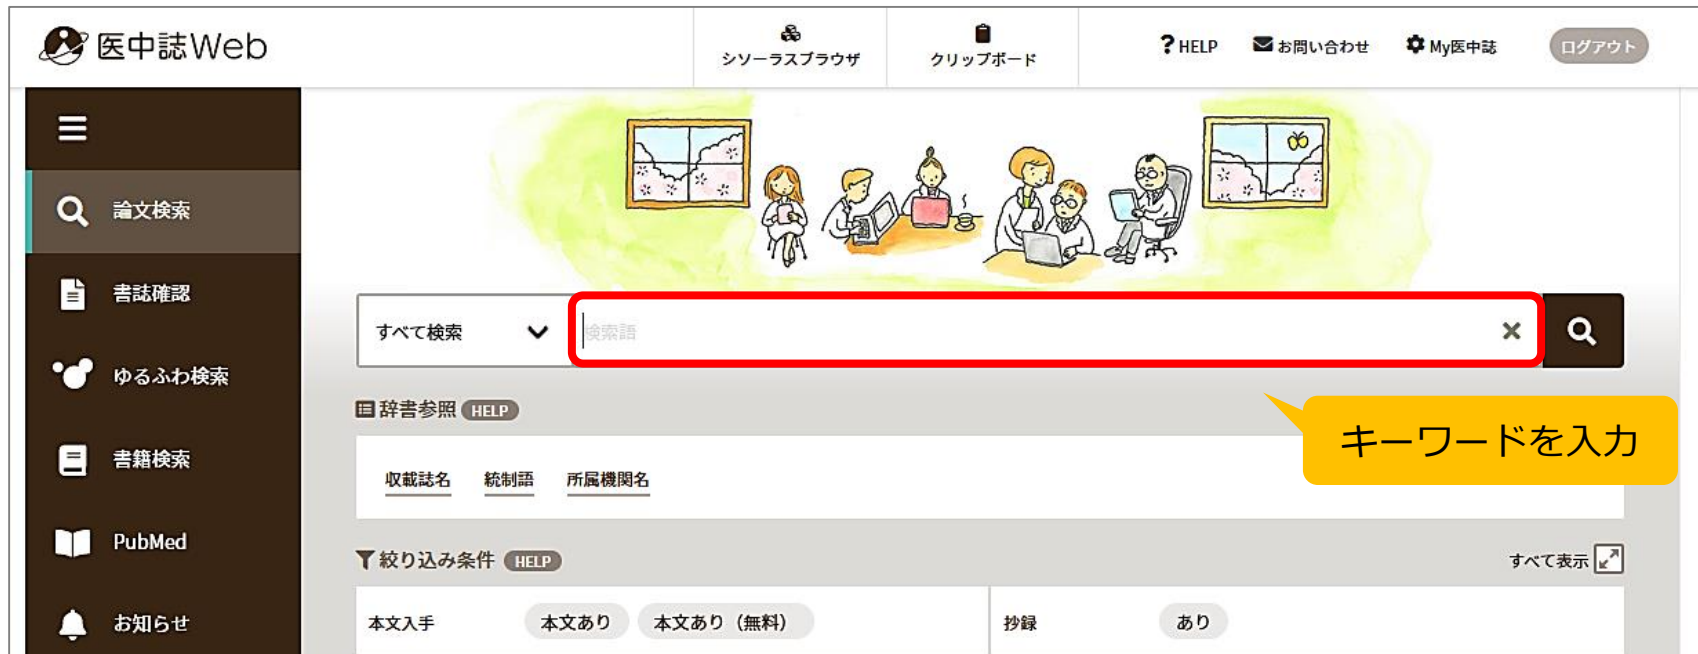 医中誌Web
シソーラスブラウザ
クリップボード
? HELP
お問い合わせ
My医中誌
ログアウト
論文検索
書誌確認
ゆるふわ検索
書籍検索
PubMed
お知らせ
すべて検索
検索語
キーワードを入力
辞書参照 HELP
収載誌名 統制語 所属機関名
絞り込み条件 HELP
すべて表示
本文入手 本文あり 本文あり（無料）
抄録 あり